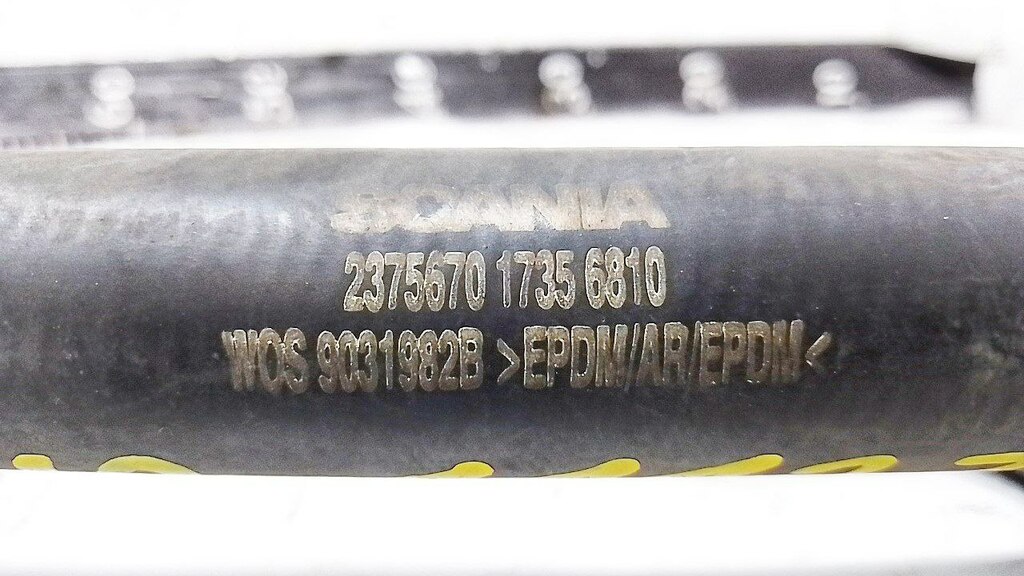 SCANIA
2375670 1735 6810
WOS 9031982B >EPDM/AR/EPDM<